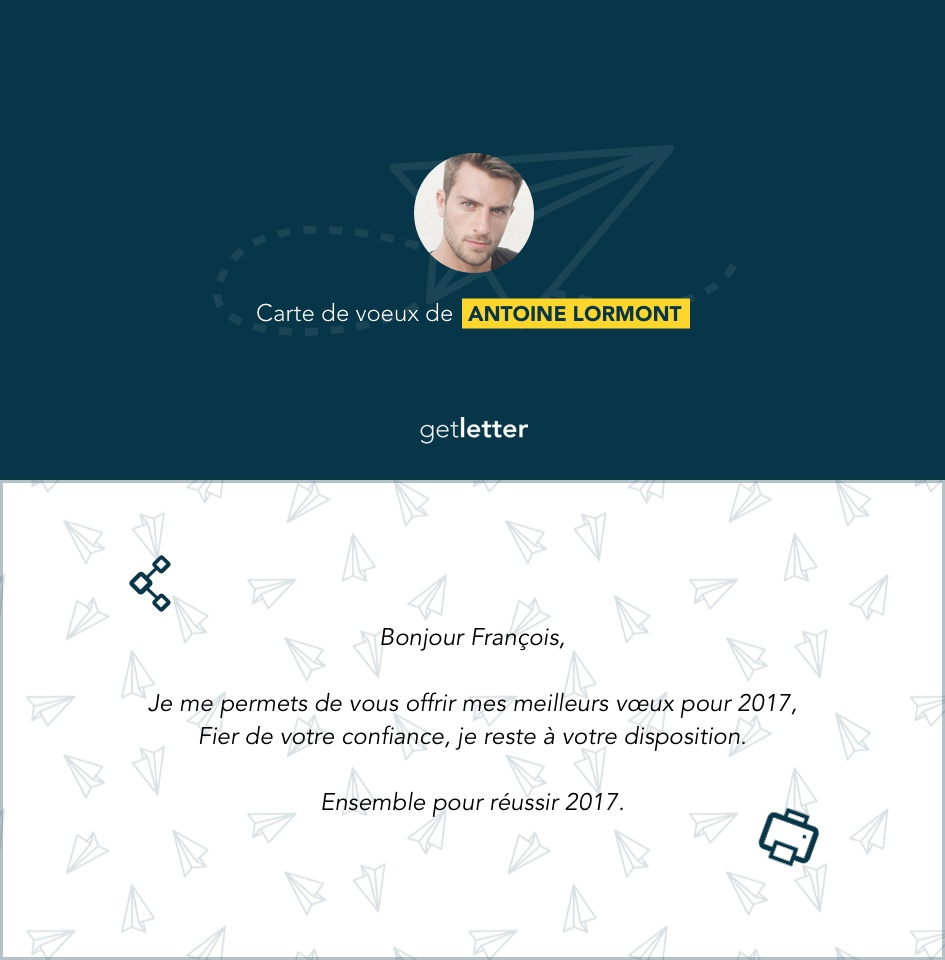 Carte de voeux de ANTOINE LORMONT
getletter
Bonjour François,
Je me permets de vous offrir mes meilleurs vœux pour 2017,
Fier de votre confiance, je reste à votre disposition.
Ensemble pour réussir 2017.